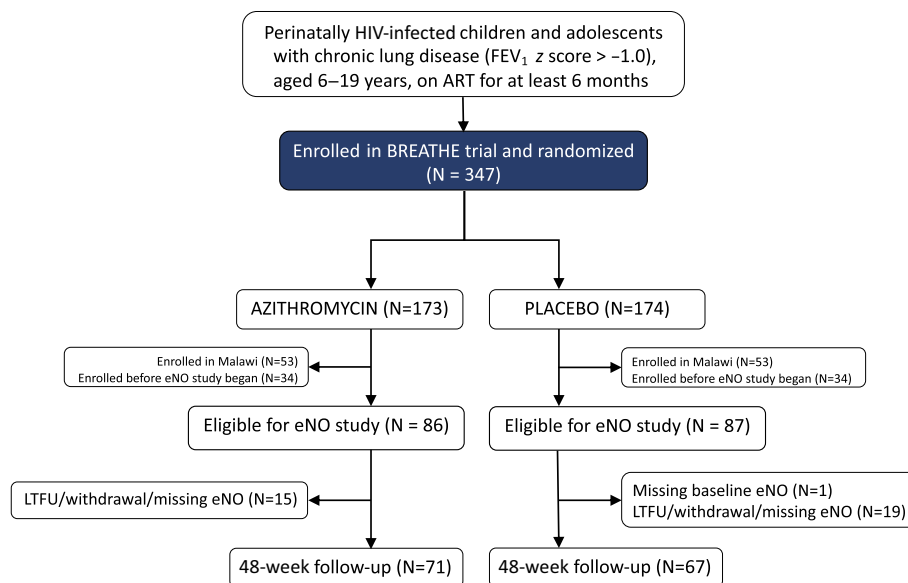 Perinatally HIV-infected children and adolescents
with chronic lung disease (FEV₁ z score > −1.0),
aged 6–19 years, on ART for at least 6 months
Enrolled in BREATHE trial and randomized
(N = 347)
AZITHROMYCIN (N=173)
PLACEBO (N=174)
Enrolled in Malawi (N=53)
Enrolled before eNO study began (N=34)
Enrolled in Malawi (N=53)
Enrolled before eNO study began (N=34)
Eligible for eNO study (N = 86)
Eligible for eNO study (N = 87)
LTFU/withdrawal/missing eNO (N=15)
Missing baseline eNO (N=1)
LTFU/withdrawal/missing eNO (N=19)
48-week follow-up (N=71)
48-week follow-up (N=67)